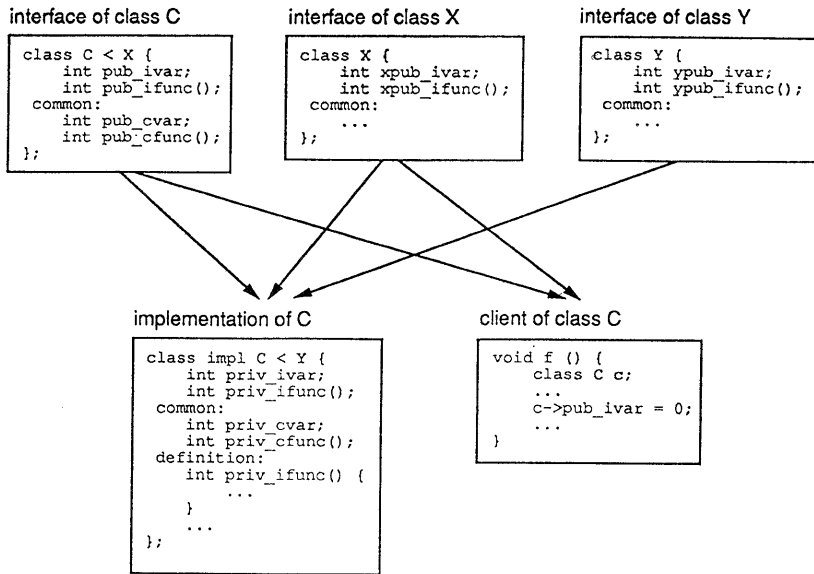 interface of class C
class C < X {
int pub_ivar;
int pub_ifunc();
common:
int pub_cvar;
int pub_cfunc();
};
interface of class X
class X {
int xpub_ivar;
int xpub_ifunc();
common:
...
};
interface of class Y
class Y {
int ypub_ivar;
int ypub_ifunc();
common:
...
};
implementation of C
class impl C < Y {
int priv_ivar;
int priv_ifunc();
common:
int priv_cvar;
int priv_cfunc();
definition:
int priv_ifunc() {
...
}
...
};
client of class C
void f () {
class C c;
...
c->pub_ivar = 0;
...
}